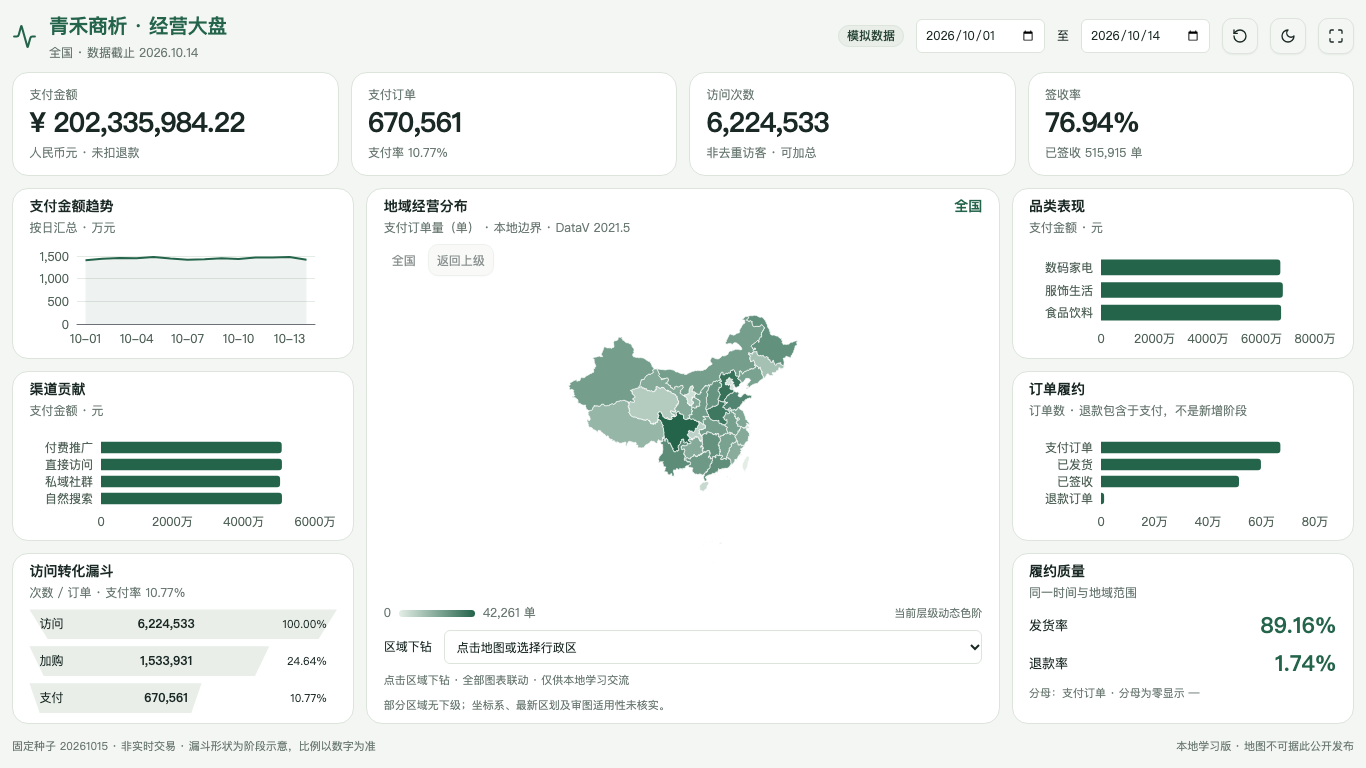 青禾商析 · 经营大盘
全国 · 数据截止 2026.10.14
模拟数据
2026/10/01
至
2026/10/14
支付金额
¥ 202,335,984.22
人民币元 · 未扣退款
支付订单
670,561
支付率 10.77%
访问次数
6,224,533
非去重访客 · 可加总
签收率
76.94%
已签收 515,915 单
支付金额趋势
按日汇总 · 万元
1,500
1,000
500
0
10-01 10-04 10-07 10-10 10-13
渠道贡献
支付金额 · 元
付费推广
直接访问
私域社群
自然搜索
0 2000万 4000万 6000万
访问转化漏斗
次数 / 订单 · 支付率 10.77%
访问 6,224,533 100.00%
加购 1,533,931 24.64%
支付 670,561 10.77%
地域经营分布
全国
支付订单量（单） · 本地边界 · DataV 2021.5
全国 返回上级
0 42,261 单
当前层级动态色阶
区域下钻 点击地图或选择行政区
点击区域下钻 · 全部图表联动 · 仅供本地学习交流
部分区域无下级；坐标系、最新区划及审图适用性未核实。
品类表现
支付金额 · 元
数码家电
服饰生活
食品饮料
0 2000万 4000万 6000万 8000万
订单履约
订单数 · 退款包含于支付，不是新增阶段
支付订单
已发货
已签收
退款订单
0 20万 40万 60万 80万
履约质量
同一时间与地域范围
发货率 89.16%
退款率 1.74%
分母：支付订单 · 分母为零显示 —
固定种子 20261015 · 非实时交易 · 漏斗形状为阶段示意，比例以数字为准
本地学习版 · 地图不可据此公开发布